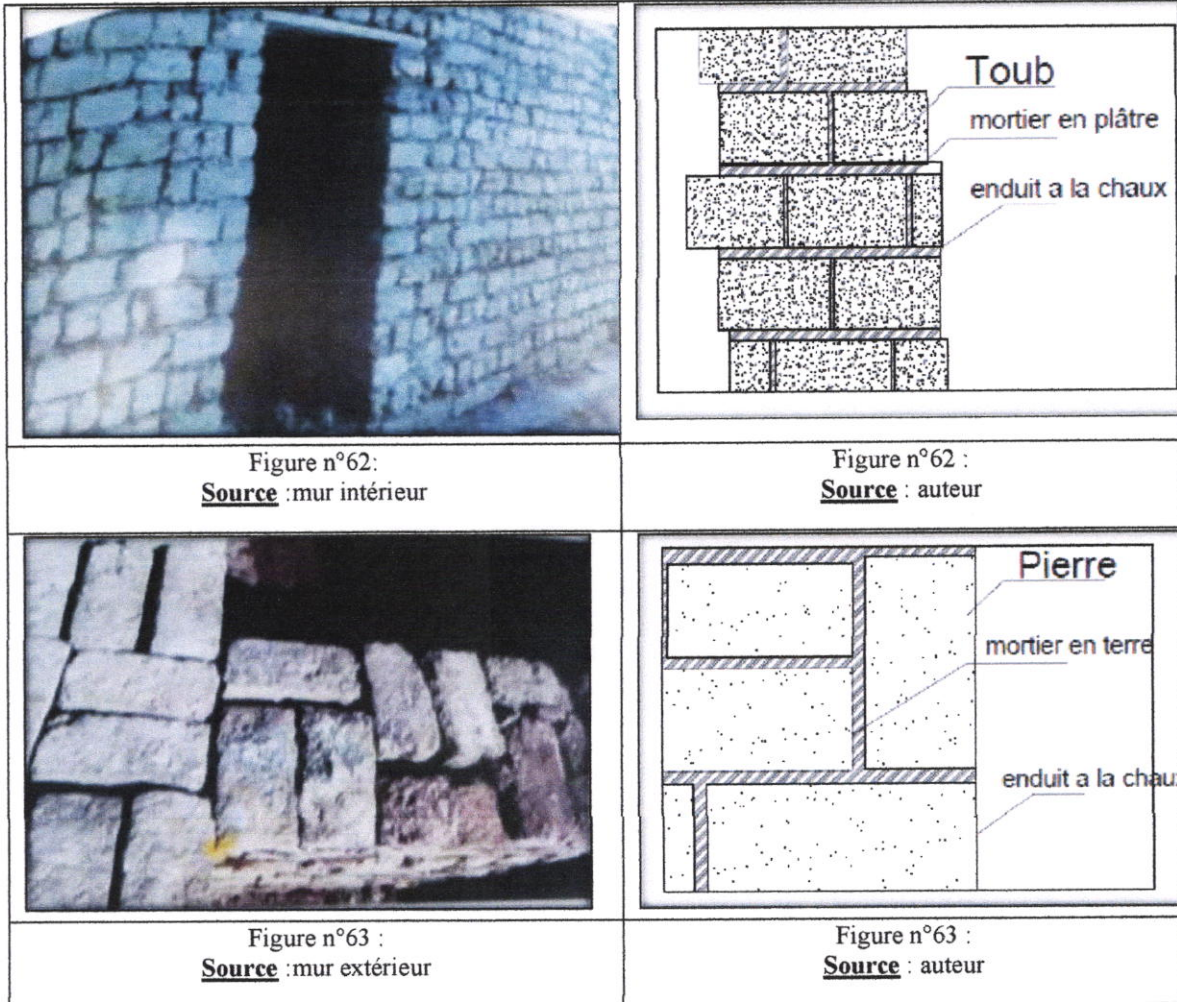 Toub
mortier en plâtre
enduit a la chaux
Figure n°62:
Source :mur intérieur
Figure n°62 :
Source : auteur
Pierre
mortier en terre
enduit a la chaux
Figure n°63 :
Source :mur extérieur
Figure n°63 :
Source : auteur